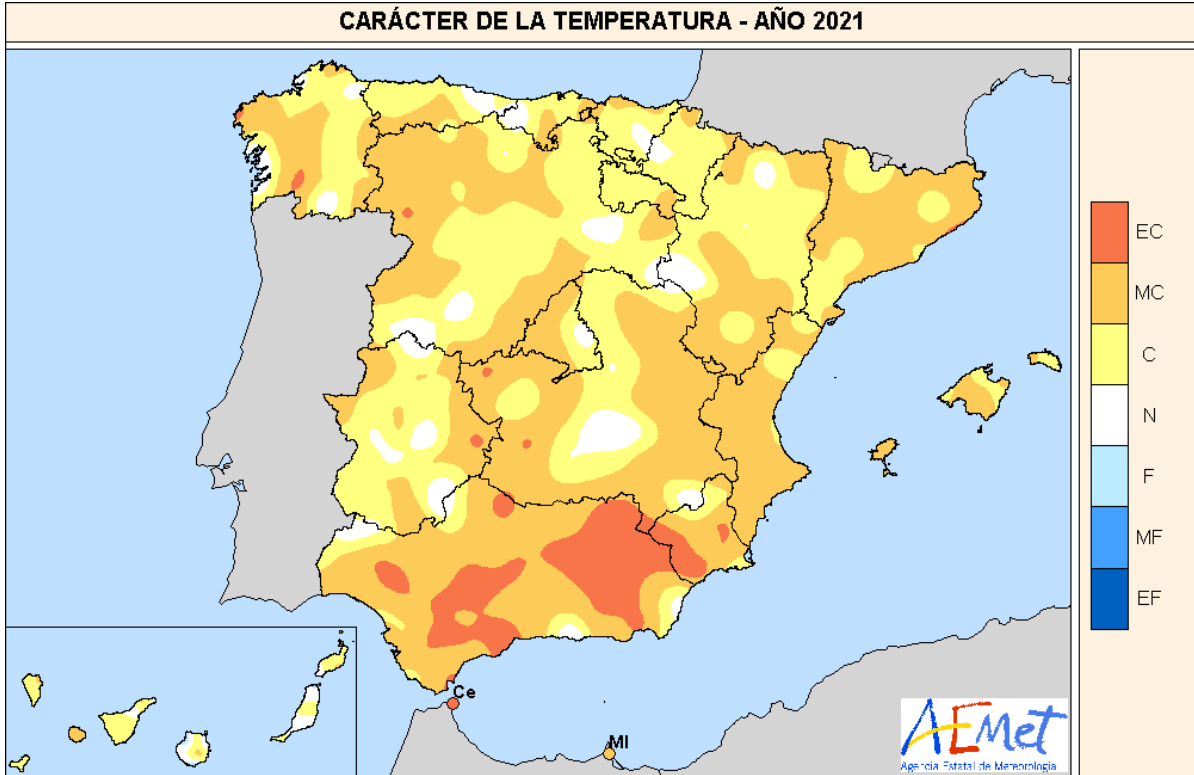 CARÁCTER DE LA TEMPERATURA - AÑO 2021
EC
MC
C
N
F
MF
EF
Ce
Ml
AEMet
Agencia Estatal de Meteorología